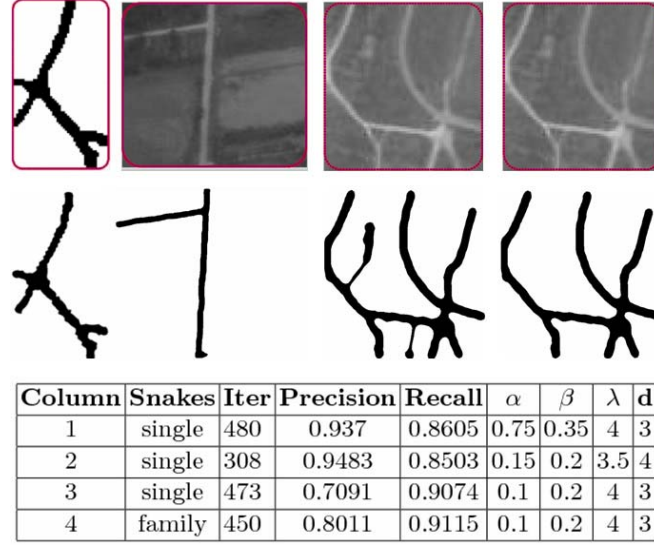 Column Snakes Iter Precision Recall α β λ d
1 single 480 0.937 0.8605 0.75 0.35 4 3
2 single 308 0.9483 0.8503 0.15 0.2 3.5 4
3 single 473 0.7091 0.9074 0.1 0.2 4 3
4 family 450 0.8011 0.9115 0.1 0.2 4 3